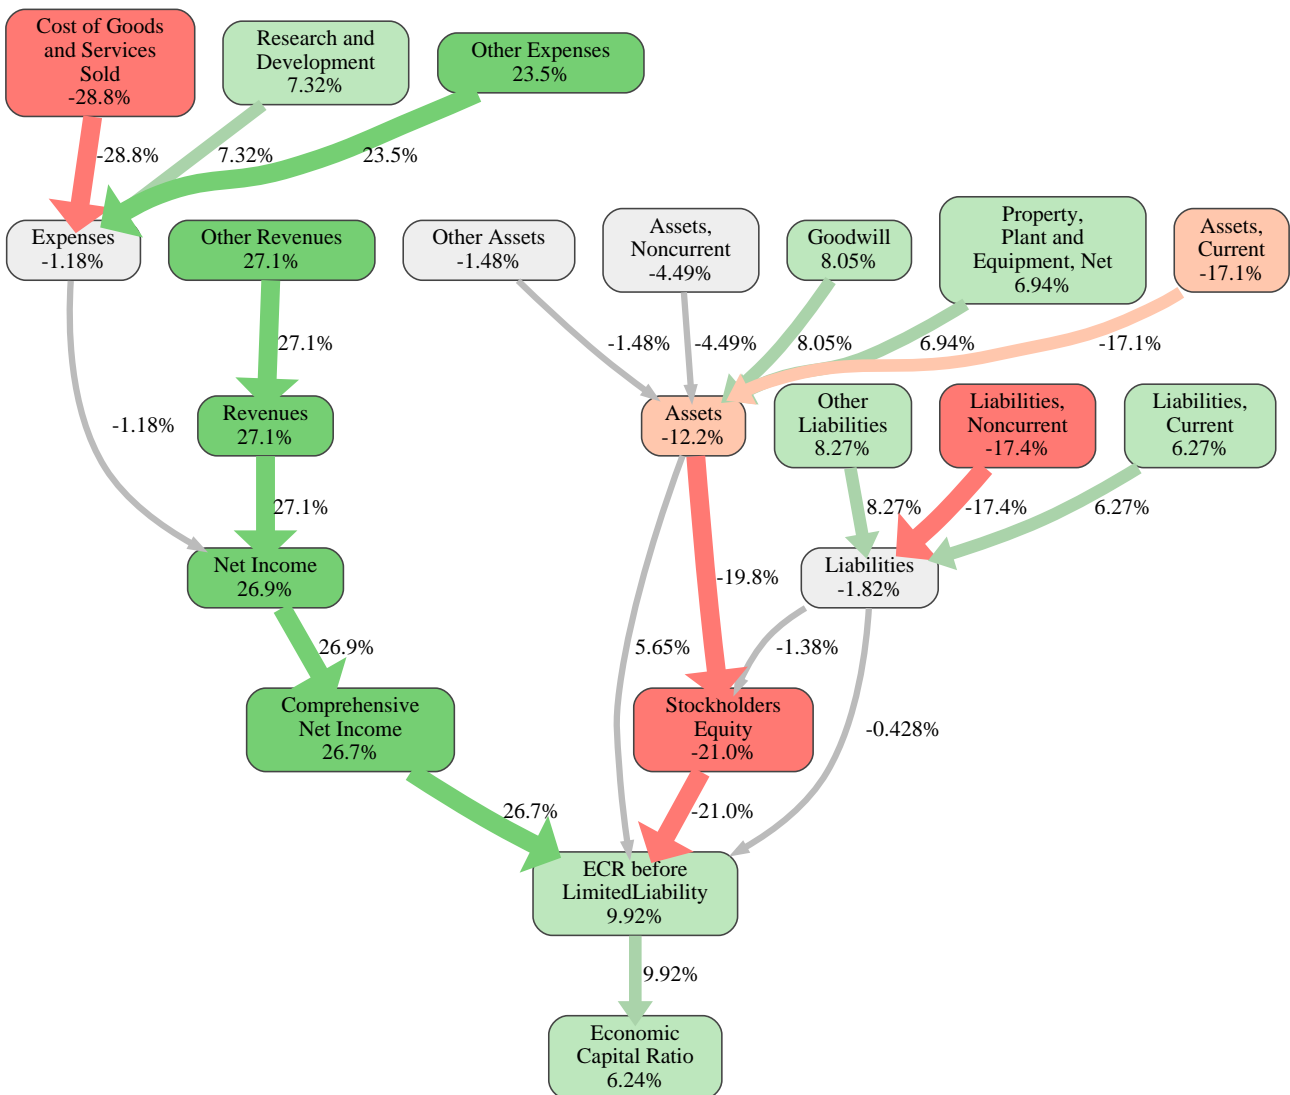 Cost of Goods
and Services
Sold
-28.8%
Research and
Development
7.32%
Other Expenses
23.5%
-28.8%
7.32%
23.5%
Expenses
-1.18%
Other Revenues
27.1%
Other Assets
-1.48%
Assets,
Noncurrent
-4.49%
Goodwill
8.05%
Property,
Plant and
Equipment, Net
6.94%
Assets,
Current
-17.1%
27.1%
-1.48%
-4.49%
8.05%
6.94%
-17.1%
-1.18%
Revenues
27.1%
Assets
-12.2%
Other
Liabilities
8.27%
Liabilities,
Noncurrent
-17.4%
Liabilities,
Current
6.27%
27.1%
8.27%
-17.4%
6.27%
Net Income
26.9%
-19.8%
Liabilities
-1.82%
26.9%
5.65%
-1.38%
Comprehensive
Net Income
26.7%
Stockholders
Equity
-21.0%
-0.428%
26.7%
-21.0%
ECR before
LimitedLiability
9.92%
9.92%
Economic
Capital Ratio
6.24%